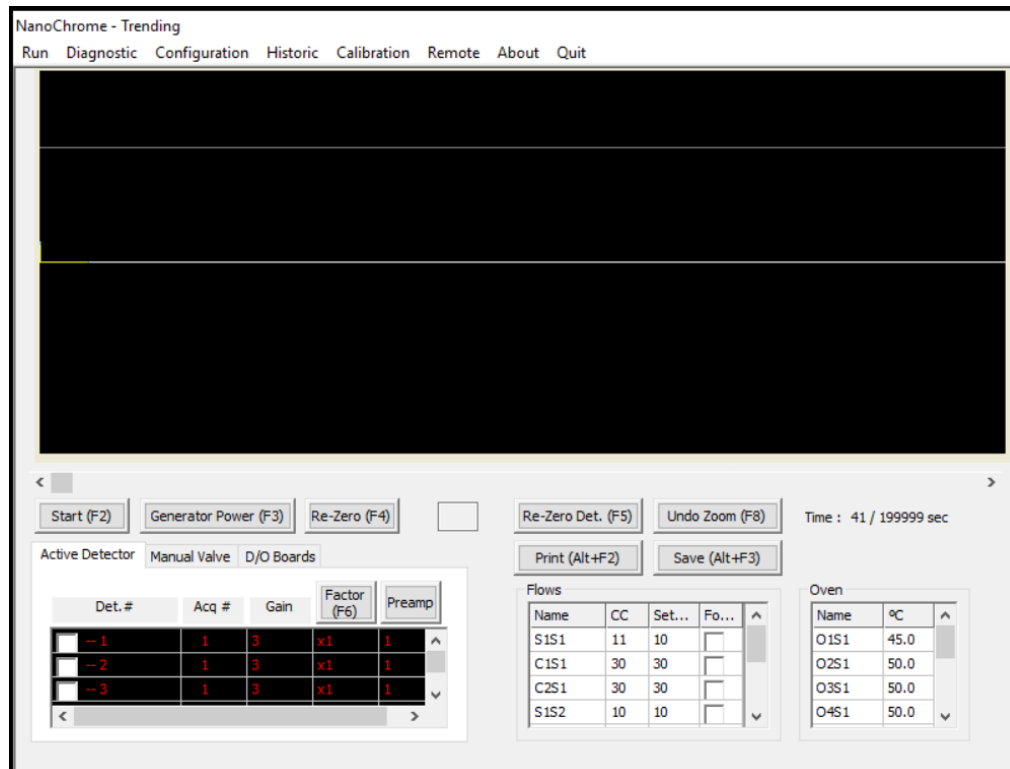 NanoChrome - Trending
Run Diagnostic Configuration Historic Calibration Remote About Quit
Start (F2) Generator Power (F3) Re-Zero (F4) Re-Zero Det. (F5) Undo Zoom (F8) Time : 41 / 199999 sec
Print (Alt+F2) Save (Alt+F3)
Active Detector Manual Valve D/O Boards
Det. # Acq # Gain Factor (F6) Preamp
-- 1 1 3 x1 1
-- 2 1 3 x1 1
-- 3 1 3 x1 1
Flows
Name CC Set... Fo...
S1S1 11 10
C1S1 30 30
C2S1 30 30
S1S2 10 10
Oven
Name ºC
O1S1 45.0
O2S1 50.0
O3S1 50.0
O4S1 50.0